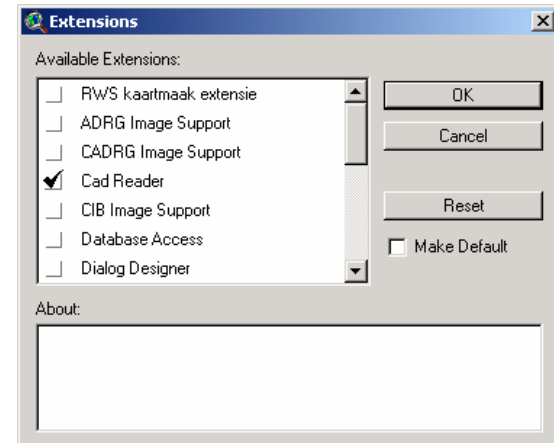 Extensions
Available Extensions:
RWS kaartmaak extensie
ADRG Image Support
CADRG Image Support
Cad Reader
CIB Image Support
Database Access
Dialog Designer
OK
Cancel
Reset
Make Default
About: